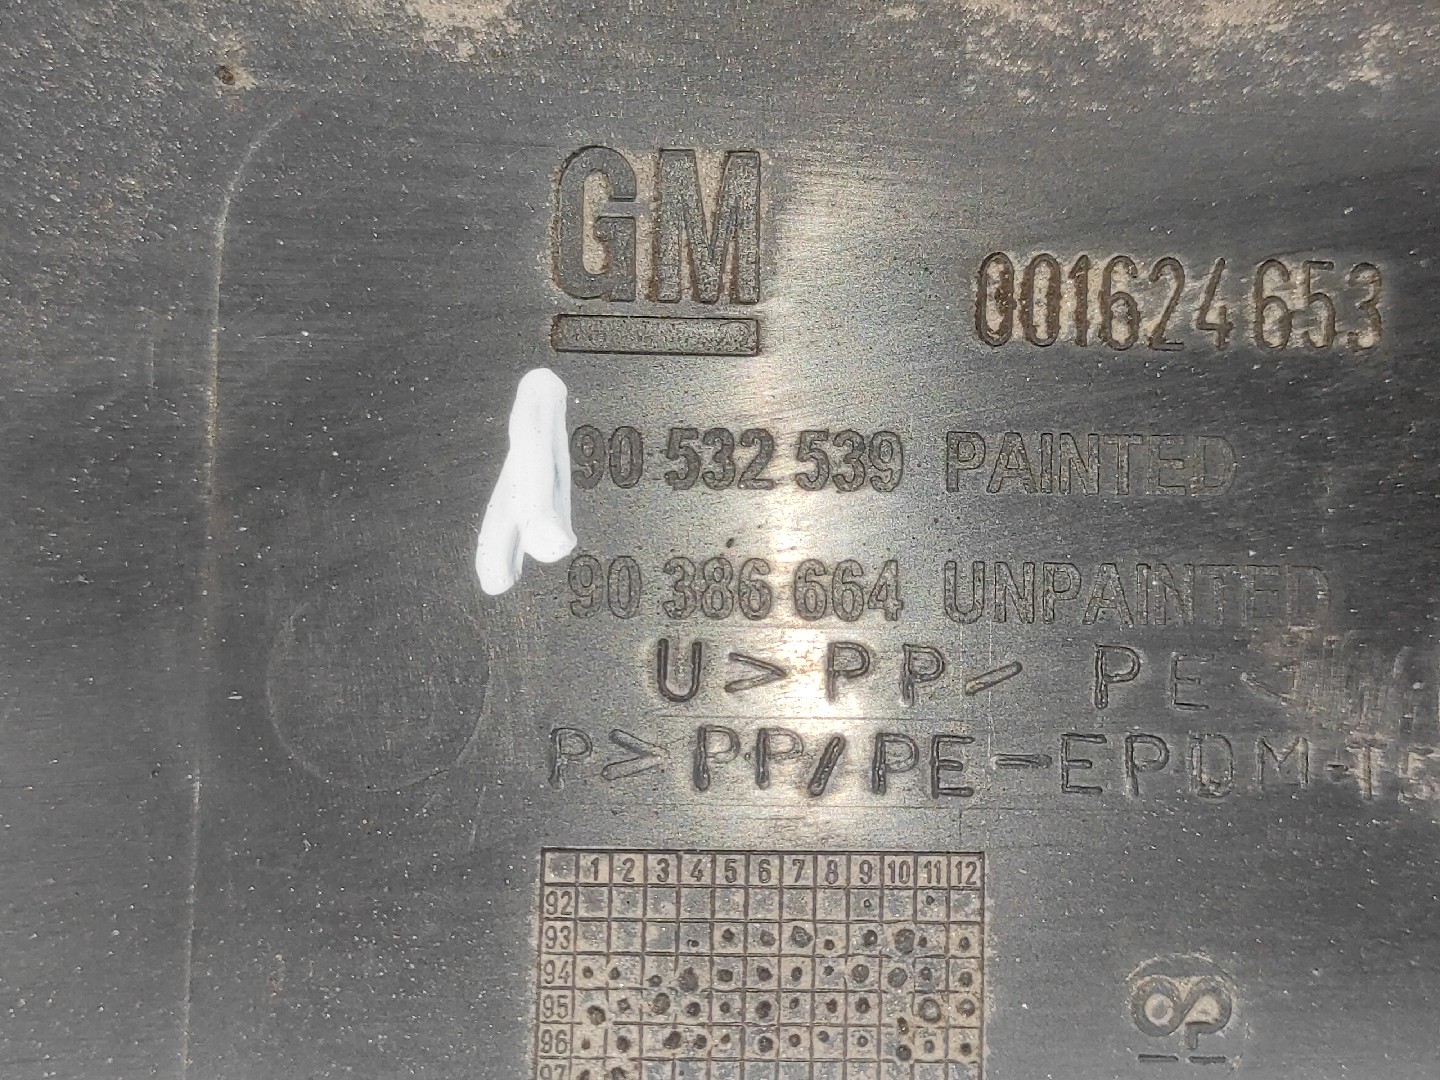 GM
001624653
90 532 539 PAINTED
90 386 664 UNPAINTED
U>PP/PE<
P>PP/PE-EPDM-T
1 2 3 4 5 6 7 8 9 10 11 12
92
93
94
95
96
97